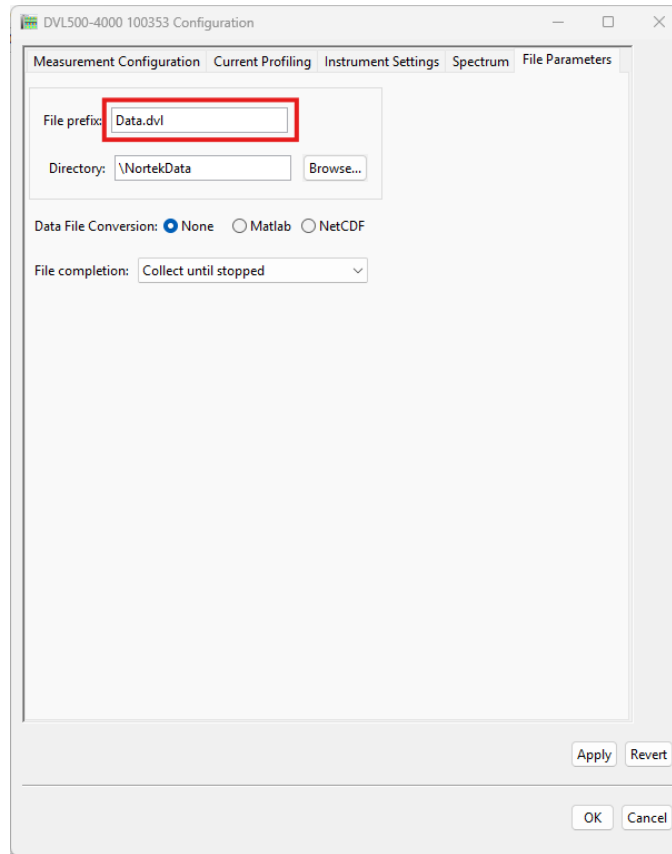 DVL500-4000 100353 Configuration
Measurement Configuration Current Profiling Instrument Settings Spectrum File Parameters
File prefix: Data.dvl
Directory: \NortekData Browse...
Data File Conversion: None Matlab NetCDF
File completion: Collect until stopped
Apply Revert
OK Cancel